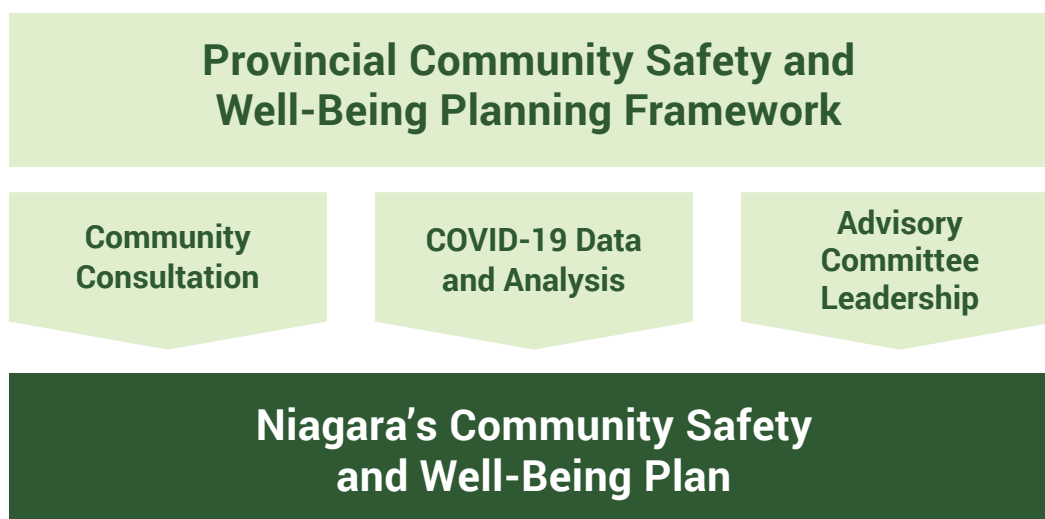 Provincial Community Safety and
Well-Being Planning Framework
Community
Consultation
COVID-19 Data
and Analysis
Advisory
Committee
Leadership
Niagara’s Community Safety
and Well-Being Plan